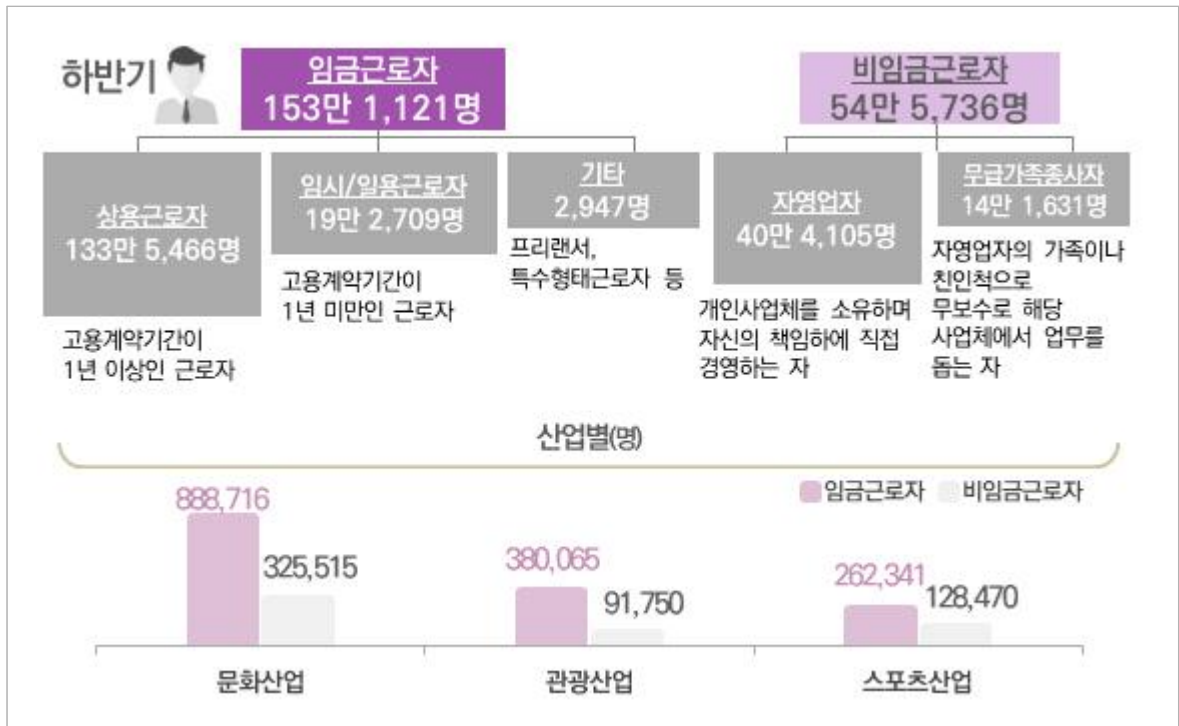 하반기
임금근로자
153만 1,121명
비임금근로자
54만 5,736명
상용근로자
133만 5,466명
고용계약기간이
1년 이상인 근로자
임시/일용근로자
19만 2,709명
고용계약기간이
1년 미만인 근로자
기타
2,947명
프리랜서,
특수형태근로자 등
자영업자
40만 4,105명
개인사업체를 소유하며
자신의 책임하에 직접
경영하는 자
무급가족종사자
14만 1,631명
자영업자의 가족이나
친인척으로
무보수로 해당
사업체에서 업무를
돕는 자
산업별(명)
임금근로자 비임금근로자
888,716
325,515
380,065
91,750
262,341
128,470
문화산업
관광산업
스포츠산업